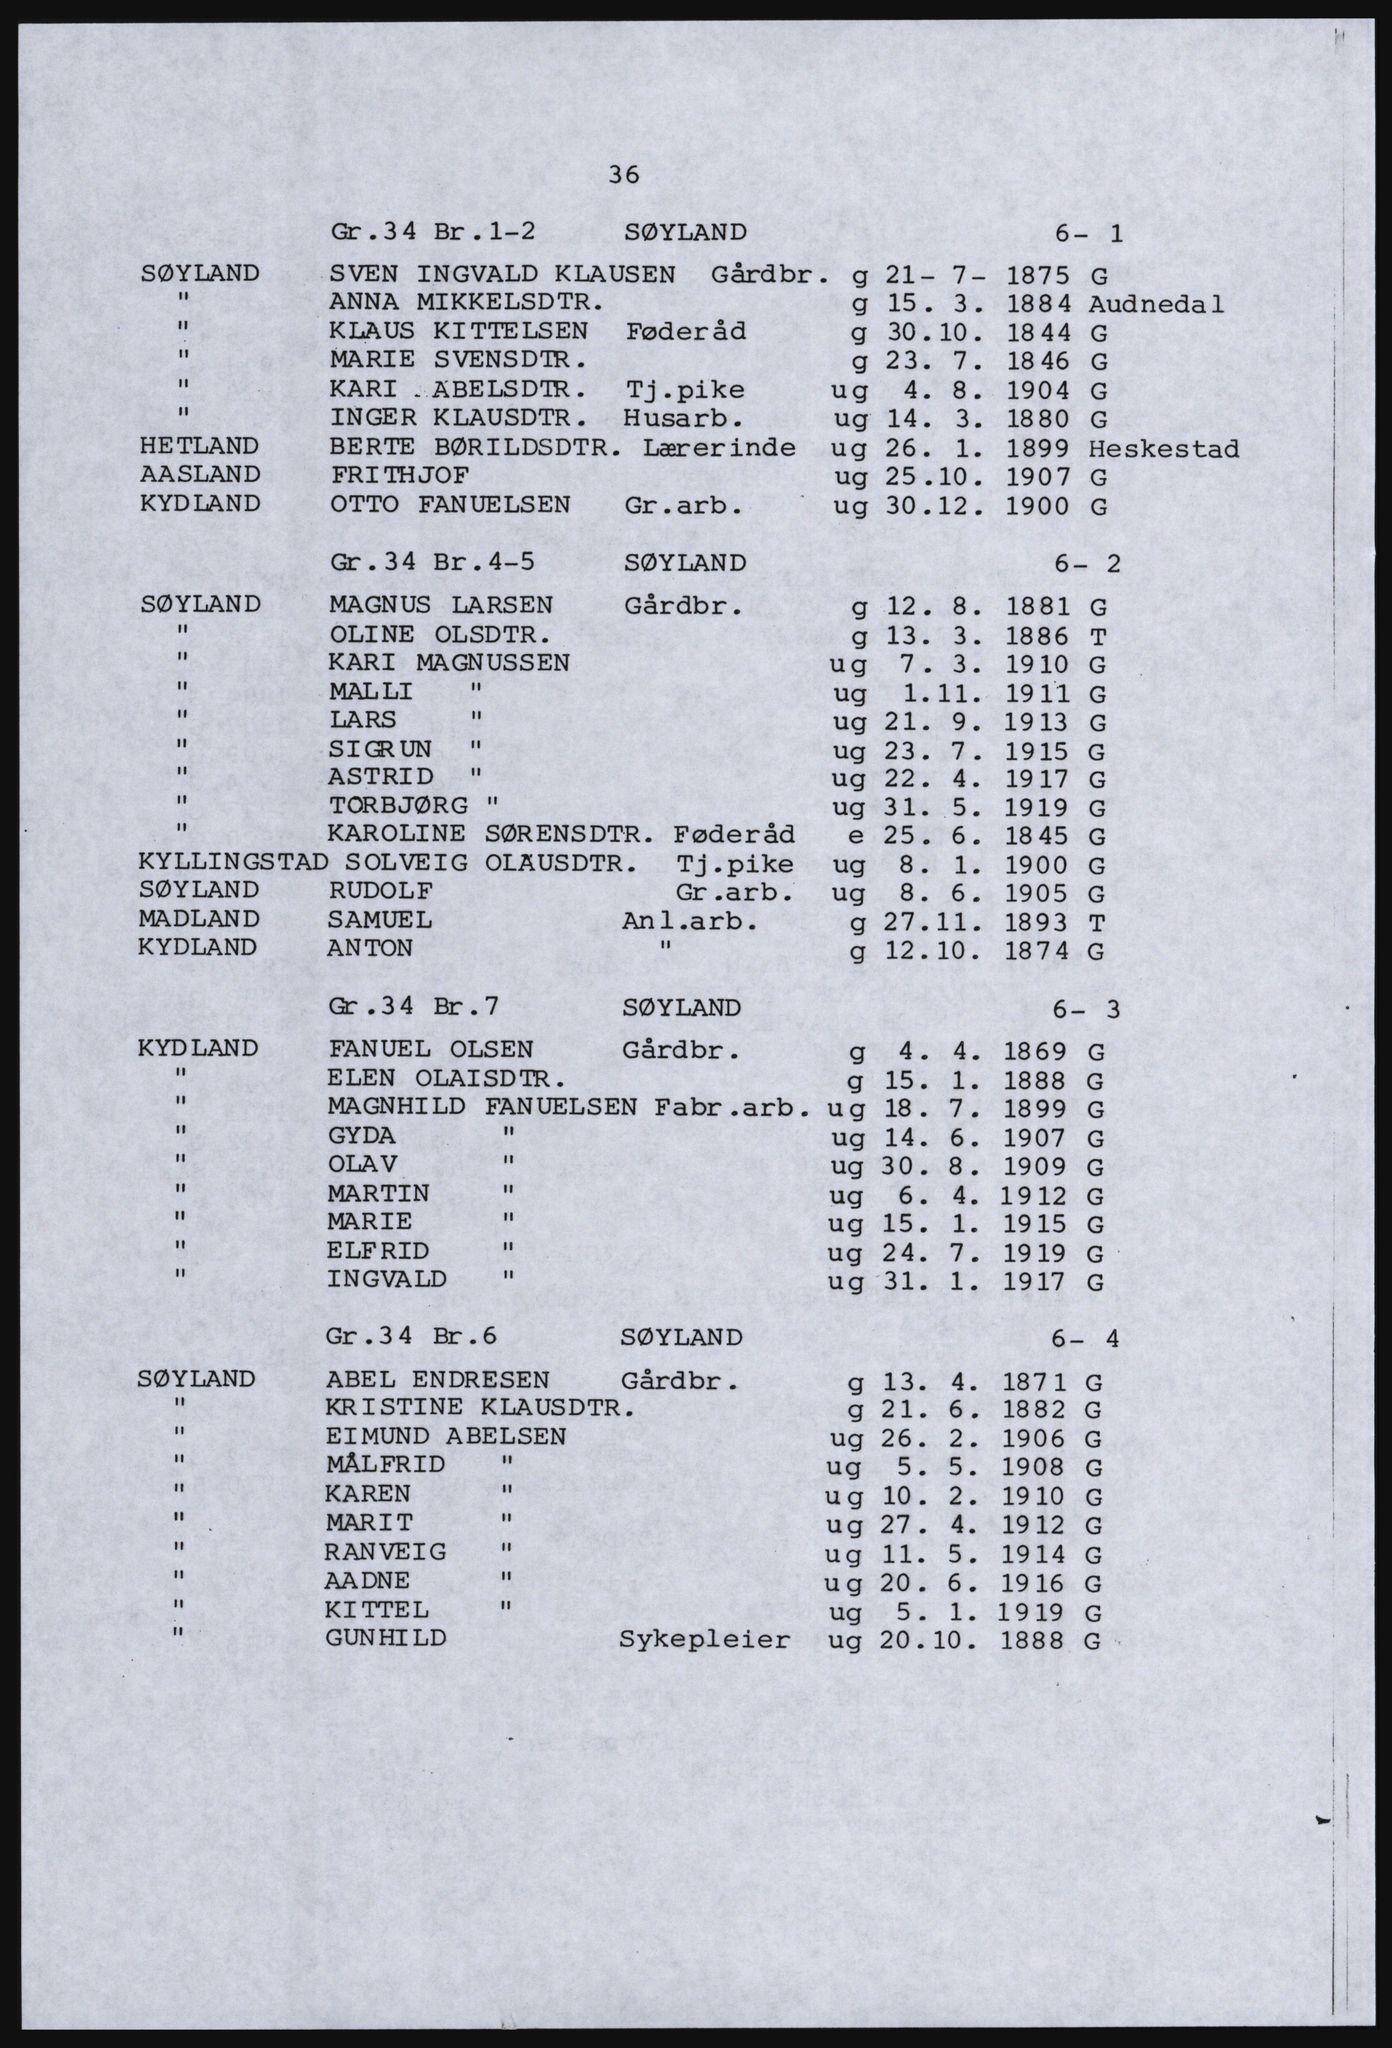 36
Gr.34 Br.1-2 SØYLAND 6- 1
SØYLAND SVEN INGVALD KLAUSEN Gårdbr. g 21- 7- 1875 G
" ANNA MIKKELSDTR. g 15. 3. 1884 Audnedal
" KLAUS KITTELSEN Føderåd g 30.10. 1844 G
" MARIE SVENSDTR. g 23. 7. 1846 G
" KARI ABELSDTR. Tj.pike ug 4. 8. 1904 G
" INGER KLAUSDTR. Husarb. ug 14. 3. 1880 G
HETLAND BERTE BØRILDSDTR. Lærerinde ug 26. 1. 1899 Heskestad
AASLAND FRITHJOF ug 25.10. 1907 G
KYDLAND OTTO FANUELSEN Gr.arb. ug 30.12. 1900 G
Gr.34 Br.4-5 SØYLAND 6- 2
SØYLAND MAGNUS LARSEN Gårdbr. g 12. 8. 1881 G
" OLINE OLSDTR. g 13. 3. 1886 T
" KARI MAGNUSSEN ug 7. 3. 1910 G
" MALLI " ug 1.11. 1911 G
" LARS " ug 21. 9. 1913 G
" SIGRUN " ug 23. 7. 1915 G
" ASTRID " ug 22. 4. 1917 G
" TORBJØRG " ug 31. 5. 1919 G
" KAROLINE SØRENSDTR. Føderåd e 25. 6. 1845 G
KYLLINGSTAD SOLVEIG OLAUSDTR. Tj.pike ug 8. 1. 1900 G
SØYLAND RUDOLF Gr.arb. ug 8. 6. 1905 G
MADLAND SAMUEL Anl.arb. g 27.11. 1893 T
KYDLAND ANTON " g 12.10. 1874 G
Gr.34 Br.7 SØYLAND 6- 3
KYDLAND FANUEL OLSEN Gårdbr. g 4. 4. 1869 G
" ELEN OLAISDTR. g 15. 1. 1888 G
" MAGNHILD FANUELSEN Fabr.arb. ug 18. 7. 1899 G
" GYDA " ug 14. 6. 1907 G
" OLAV " ug 30. 8. 1909 G
" MARTIN " ug 6. 4. 1912 G
" MARIE " ug 15. 1. 1915 G
" ELFRID " ug 24. 7. 1919 G
" INGVALD " ug 31. 1. 1917 G
Gr.34 Br.6 SØYLAND 6- 4
SØYLAND ABEL ENDRESEN Gårdbr. g 13. 4. 1871 G
" KRISTINE KLAUSDTR. g 21. 6. 1882 G
" EIMUND ABELSEN ug 26. 2. 1906 G
" MÅLFRID " ug 5. 5. 1908 G
" KAREN " ug 10. 2. 1910 G
" MARIT " ug 27. 4. 1912 G
" RANVEIG " ug 11. 5. 1914 G
" AADNE " ug 20. 6. 1916 G
" KITTEL " ug 5. 1. 1919 G
" GUNHILD Sykepleier ug 20.10. 1888 G